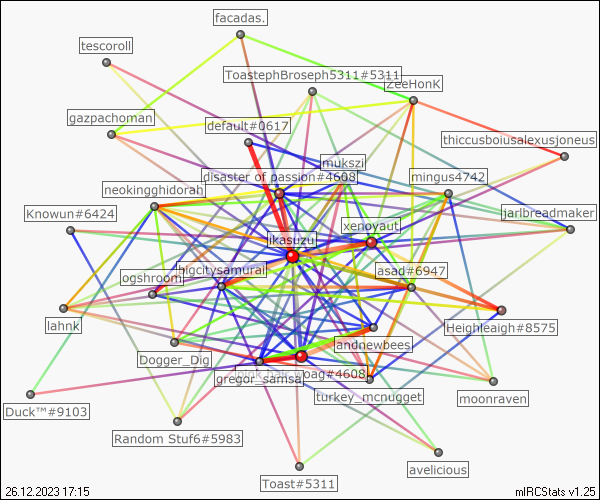 facadas.
tescoroll
ToastephBroseph5311#5311
ZeeHonK
gazpachoman
default#0617
thiccusboiusalexusjoneus
mukszi
disaster of passion#4608
mingus4742
neokingghidorah
Knowun#6424
jarlbreadmaker
xenoyaut
ikasuzu
bigcitysamurai
asad#6947
ogshroom
lahnk
Heighleaigh#8575
landnewbees
Dogger_Dig
gregor_samsa
oag#4608
turkey_mcnugget
moonraven
Duck™#9103
Random Stuf6#5983
avelicious
Toast#5311
26.12.2023 17:15
mIRCStats v1.25